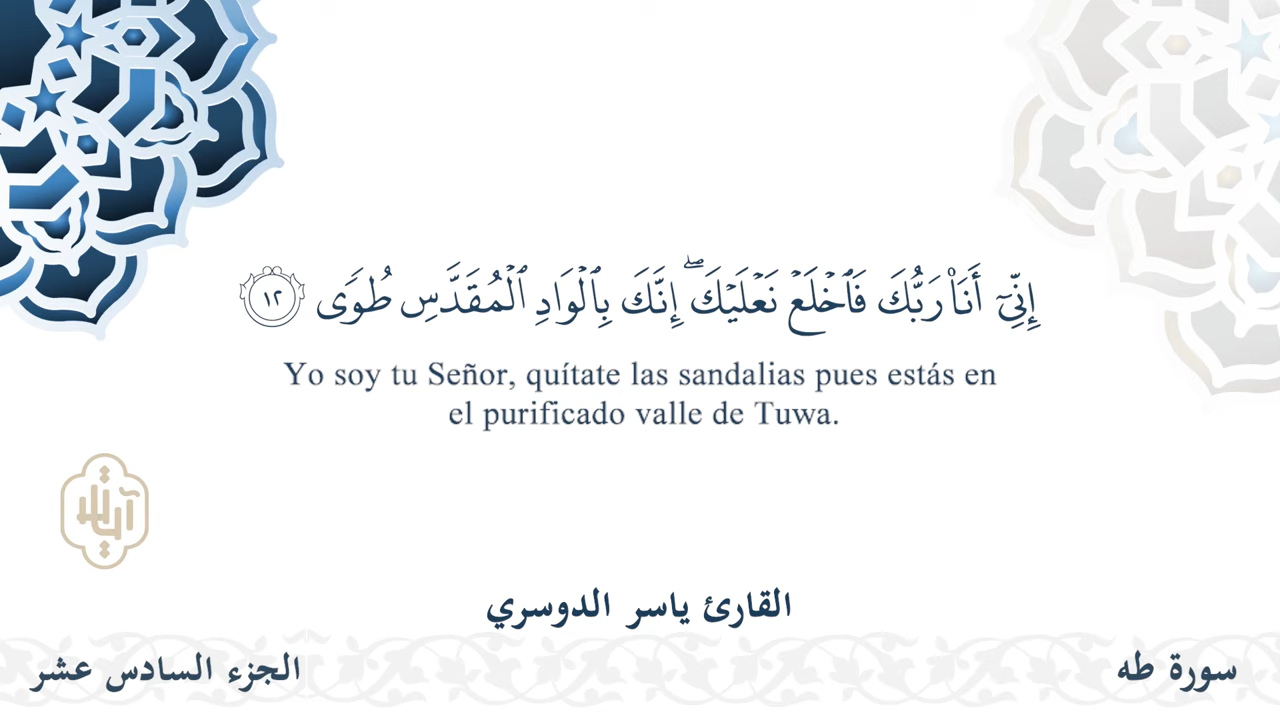 إِنِّيٓ أَنَا۠ رَبُّكَ فَٱخۡلَعۡ نَعۡلَيۡكَ إِنَّكَ بِٱلۡوَادِ ٱلۡمُقَدَّسِ طُوٗى ١٢
Yo soy tu Señor, quítate las sandalias pues estás en
el purificado valle de Tuwa.
آيات
القارئ ياسر الدوسري
سورة طه
الجزء السادس عشر